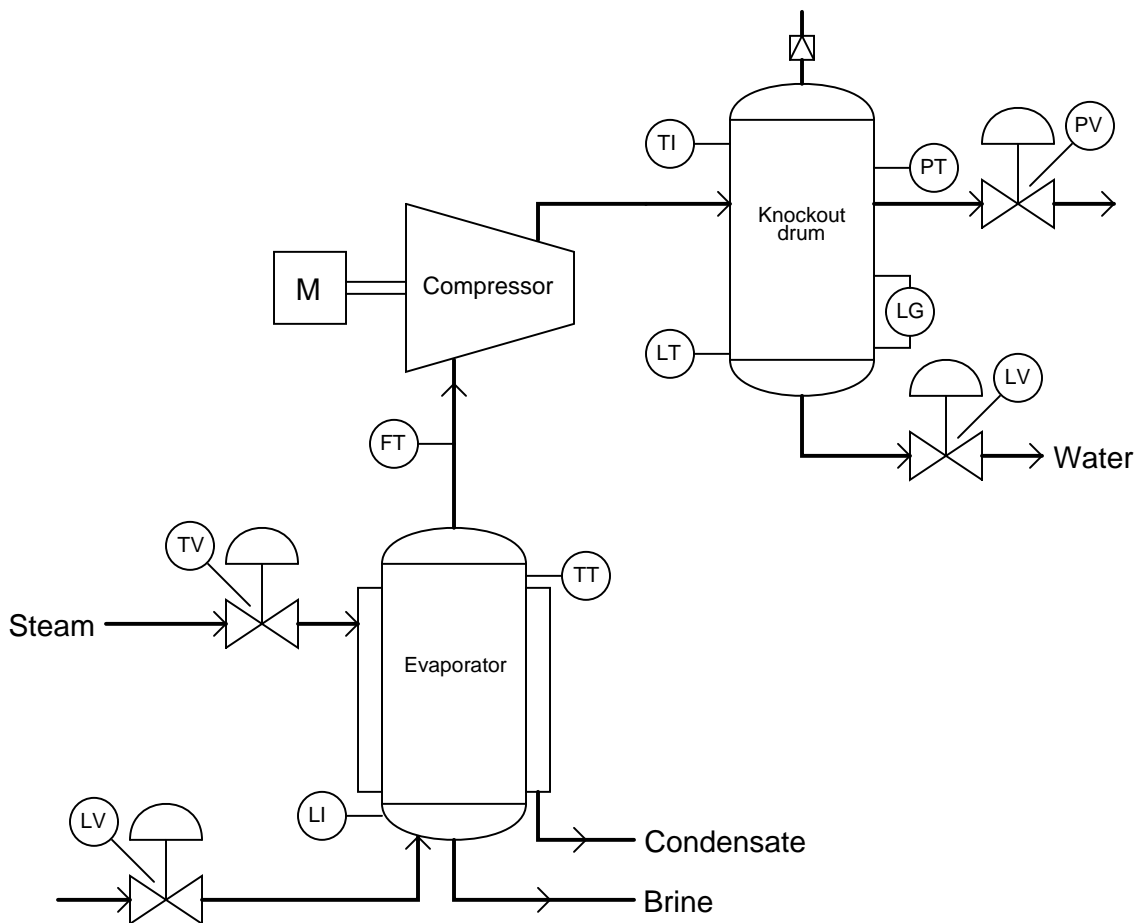 TI
PV
PT
Knockout
drum
M
Compressor
LG
LT
LV
FT
Water
TV
TT
Steam
Evaporator
LI
LV
Condensate
Brine